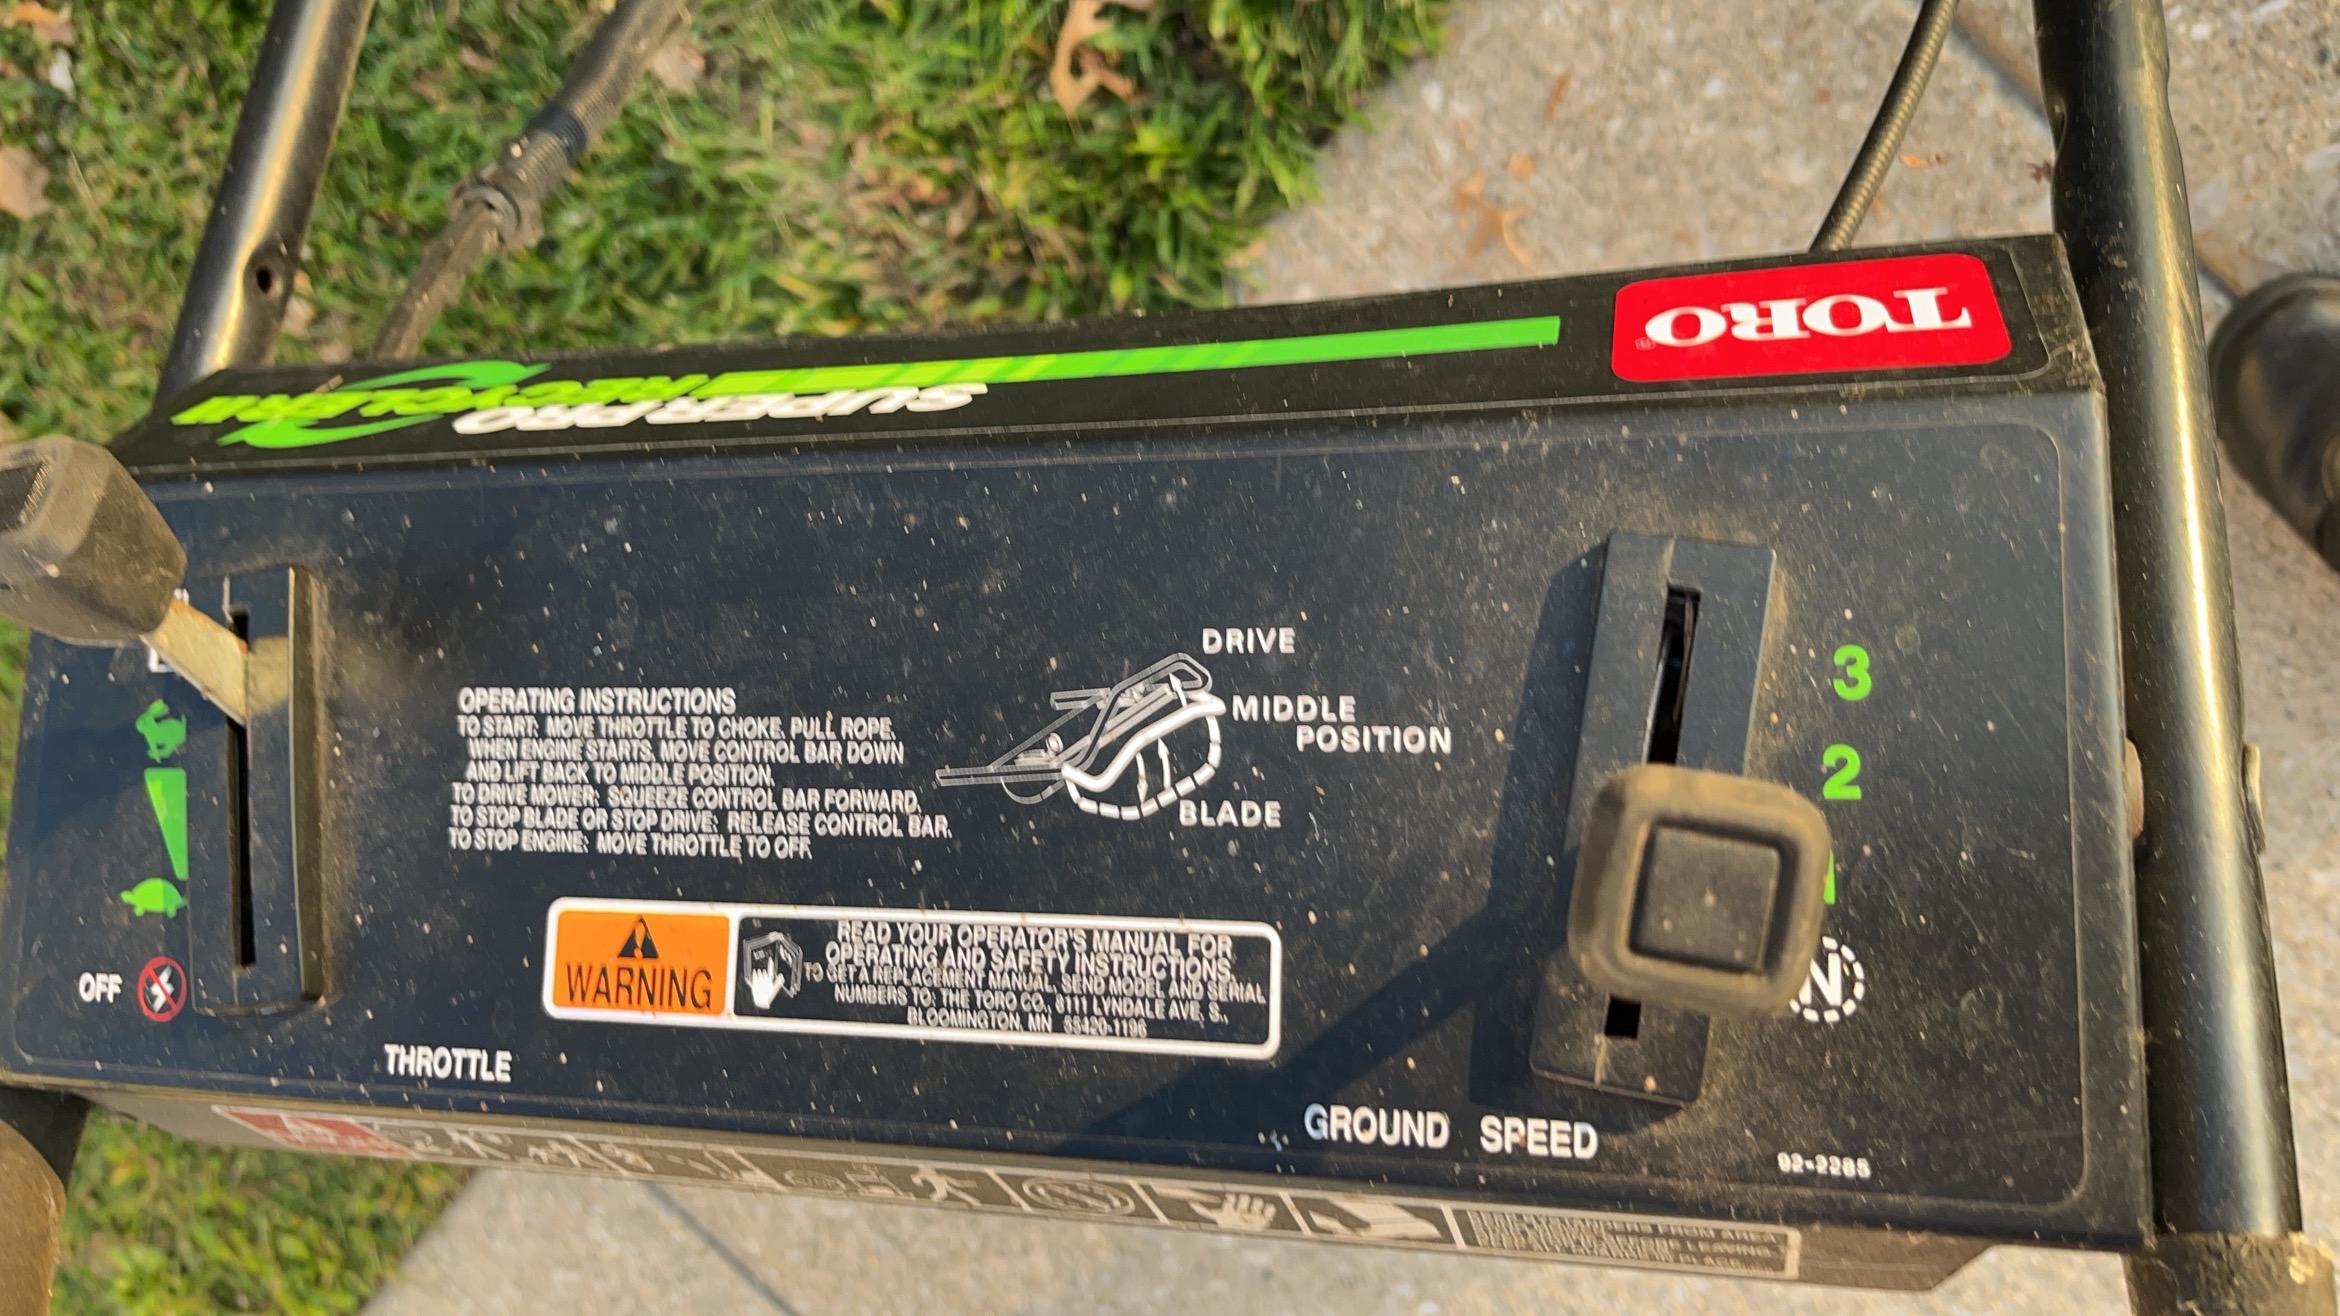 TORO
SUPERPRO
RECYCLER III
DRIVE
MIDDLE
POSITION
BLADE
OPERATING INSTRUCTIONS
TO START: MOVE THROTTLE TO CHOKE. PULL ROPE.
WHEN ENGINE STARTS, MOVE CONTROL BAR DOWN
AND LIFT BACK TO MIDDLE POSITION.
TO DRIVE MOWER: SQUEEZE CONTROL BAR FORWARD.
TO STOP BLADE OR STOP DRIVE: RELEASE CONTROL BAR.
TO STOP ENGINE: MOVE THROTTLE TO OFF.
3
2
N
WARNING
READ YOUR OPERATOR'S MANUAL FOR
OPERATING AND SAFETY INSTRUCTIONS.
TO GET A REPLACEMENT MANUAL, SEND MODEL AND SERIAL
NUMBERS TO: THE TORO CO., 8111 LYNDALE AVE. S.,
BLOOMINGTON, MN 55420-1196
OFF
THROTTLE
GROUND SPEED
92-2285